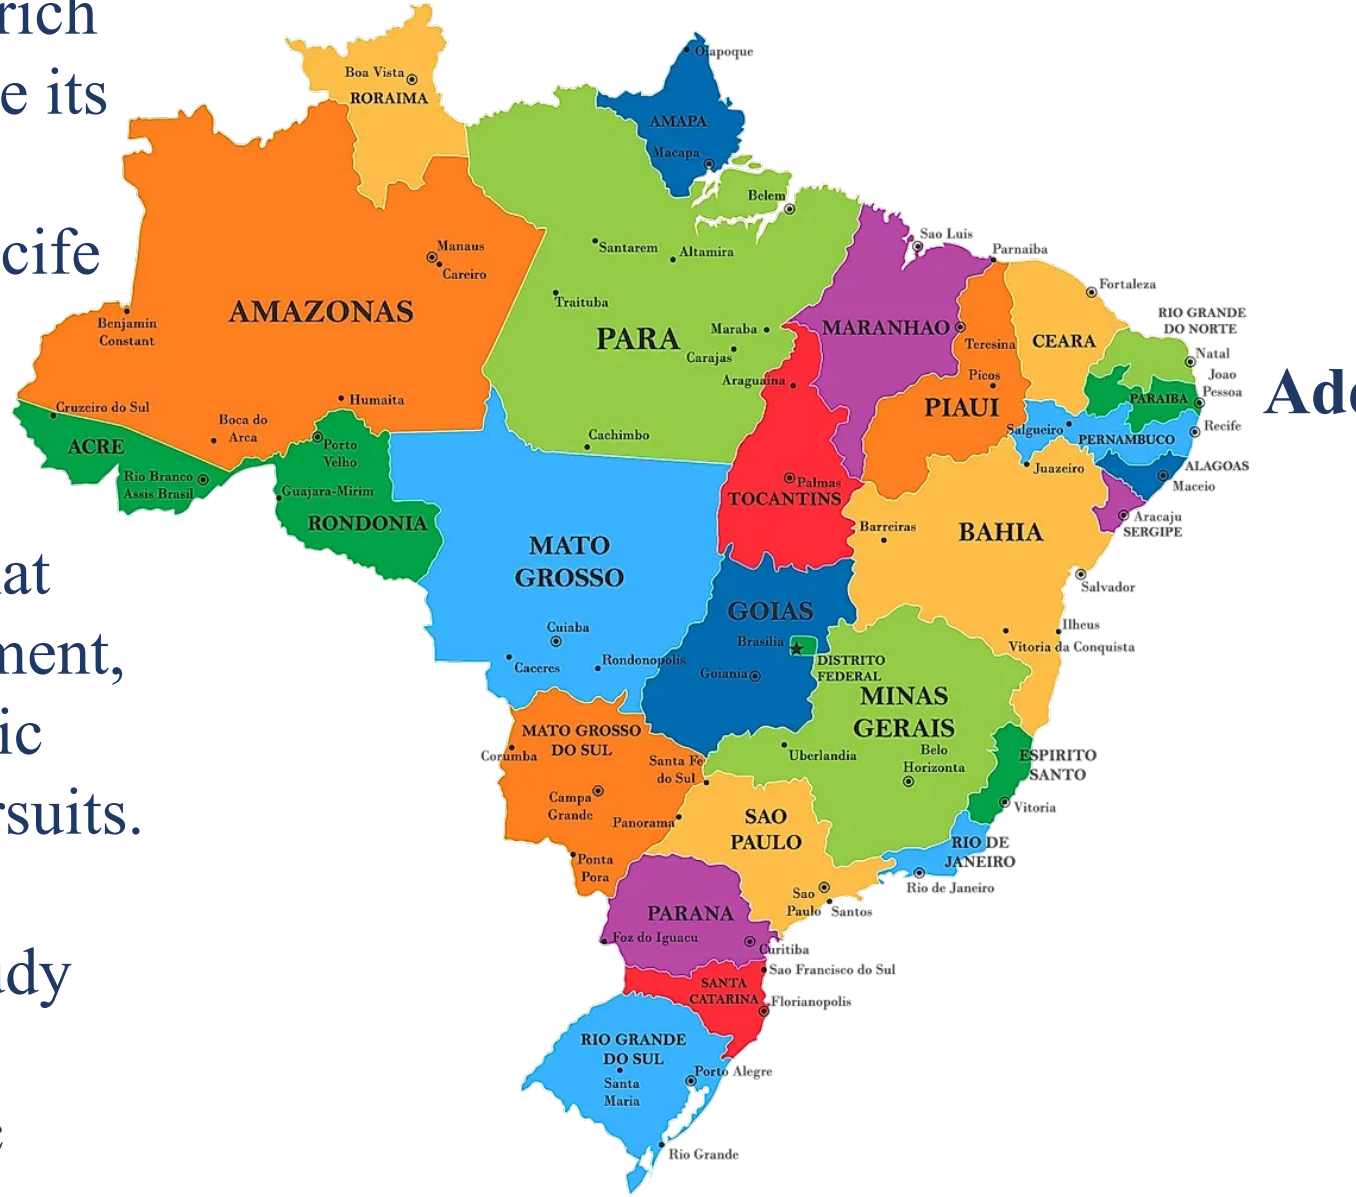 rich
e its
cife
at
ment,
ic
rsuits.
dy
Ado
Boa Vista
RORAIMA
Oiapoque
AMAPA
Macapa
Belem
Santarem
Altamira
Traituba
PARA
Maraba
Carajas
Cachimbo
Manaus
Careiro
AMAZONAS
Benjamin
Constant
Humaita
Boca do
Arca
Cruzeiro do Sul
ACRE
Rio Branco
Assis Brasil
Porto
Velho
Guajara-Mirim
RONDONIA
Sao Luis
MARANHAO
Parnaiba
Teresina
Picos
PIAUI
Fortaleza
CEARA
RIO GRANDE
DO NORTE
Natal
Joao
Pessoa
PARAIBA
Recife
Salgueiro
PERNAMBUCO
ALAGOAS
Maceio
Aracaju
SERGIPE
Juazeiro
Barreiras
BAHIA
Salvador
Ilheus
Vitoria da Conquista
Araguaina
Palmas
TOCANTINS
MATO
GROSSO
Cuiaba
Caceres
Rondonopolis
GOIAS
Brasilia
Goiania
DISTRITO
FEDERAL
MINAS
GERAIS
Uberlandia
Belo
Horizonta
ESPIRITO
SANTO
Vitoria
RIO DE
JANEIRO
Rio de Janeiro
MATO GROSSO
DO SUL
Corumba
Santa Fe
do Sul
Campa
Grande
Panorama
Ponta
Pora
SAO
PAULO
Sao
Paulo
Santos
PARANA
Foz do Iguacu
Curitiba
Sao Francisco do Sul
SANTA
CATARINA
Florianopolis
RIO GRANDE
DO SUL
Santa
Maria
Porto Alegre
Rio Grande